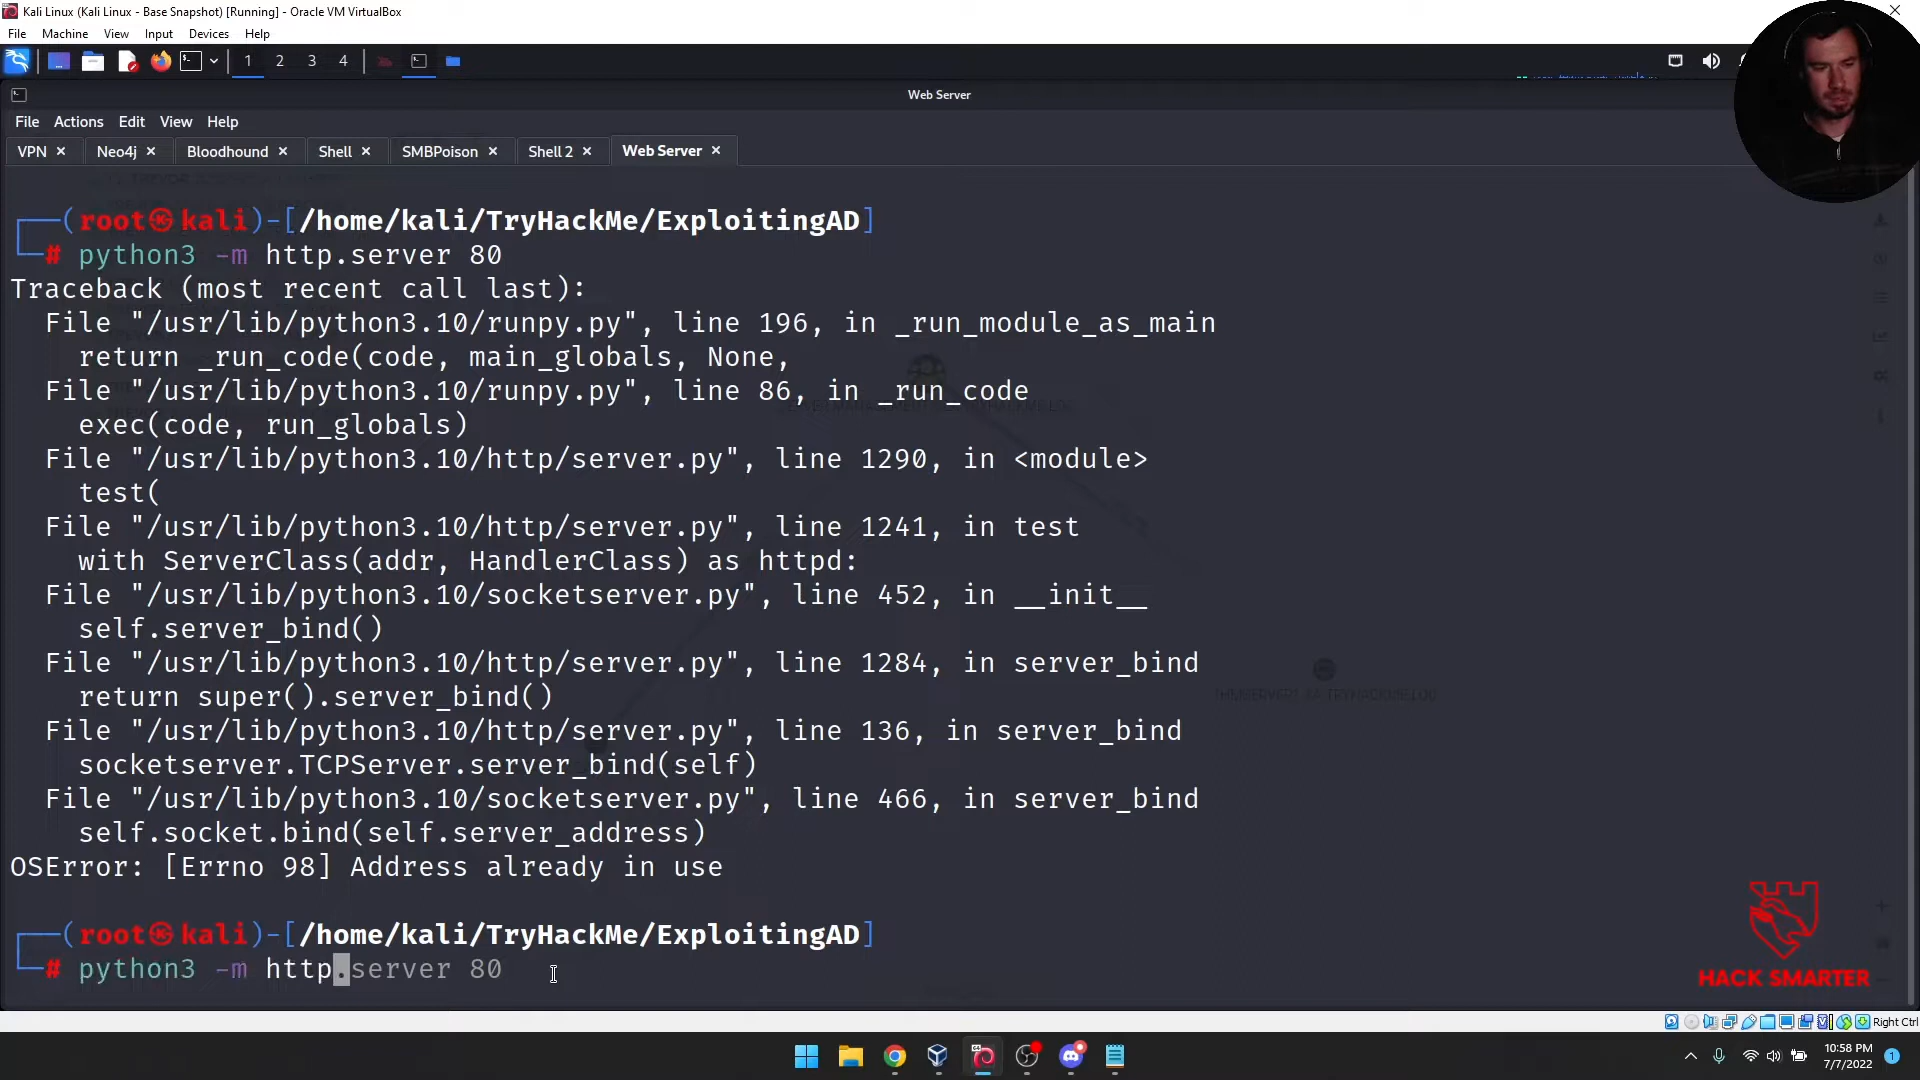 Kali Linux (Kali Linux - Base Snapshot) [Running] - Oracle VM VirtualBox
File Machine View Input Devices Help
1 2 3 4
Web Server
File Actions Edit View Help
VPN Neo4j Bloodhound Shell SMBPoison Shell 2 Web Server
┌──(root㉿kali)-[/home/kali/TryHackMe/ExploitingAD]
└─# python3 -m http.server 80
Traceback (most recent call last):
File "/usr/lib/python3.10/runpy.py", line 196, in _run_module_as_main
return _run_code(code, main_globals, None,
File "/usr/lib/python3.10/runpy.py", line 86, in _run_code
exec(code, run_globals)
File "/usr/lib/python3.10/http/server.py", line 1290, in <module>
test(
File "/usr/lib/python3.10/http/server.py", line 1241, in test
with ServerClass(addr, HandlerClass) as httpd:
File "/usr/lib/python3.10/socketserver.py", line 452, in __init__
self.server_bind()
File "/usr/lib/python3.10/http/server.py", line 1284, in server_bind
return super().server_bind()
File "/usr/lib/python3.10/http/server.py", line 136, in server_bind
socketserver.TCPServer.server_bind(self)
File "/usr/lib/python3.10/socketserver.py", line 466, in server_bind
self.socket.bind(self.server_address)
OSError: [Errno 98] Address already in use
┌──(root㉿kali)-[/home/kali/TryHackMe/ExploitingAD]
└─# python3 -m http.server 80
HACK SMARTER
Right Ctrl
10:58 PM
7/7/2022
1